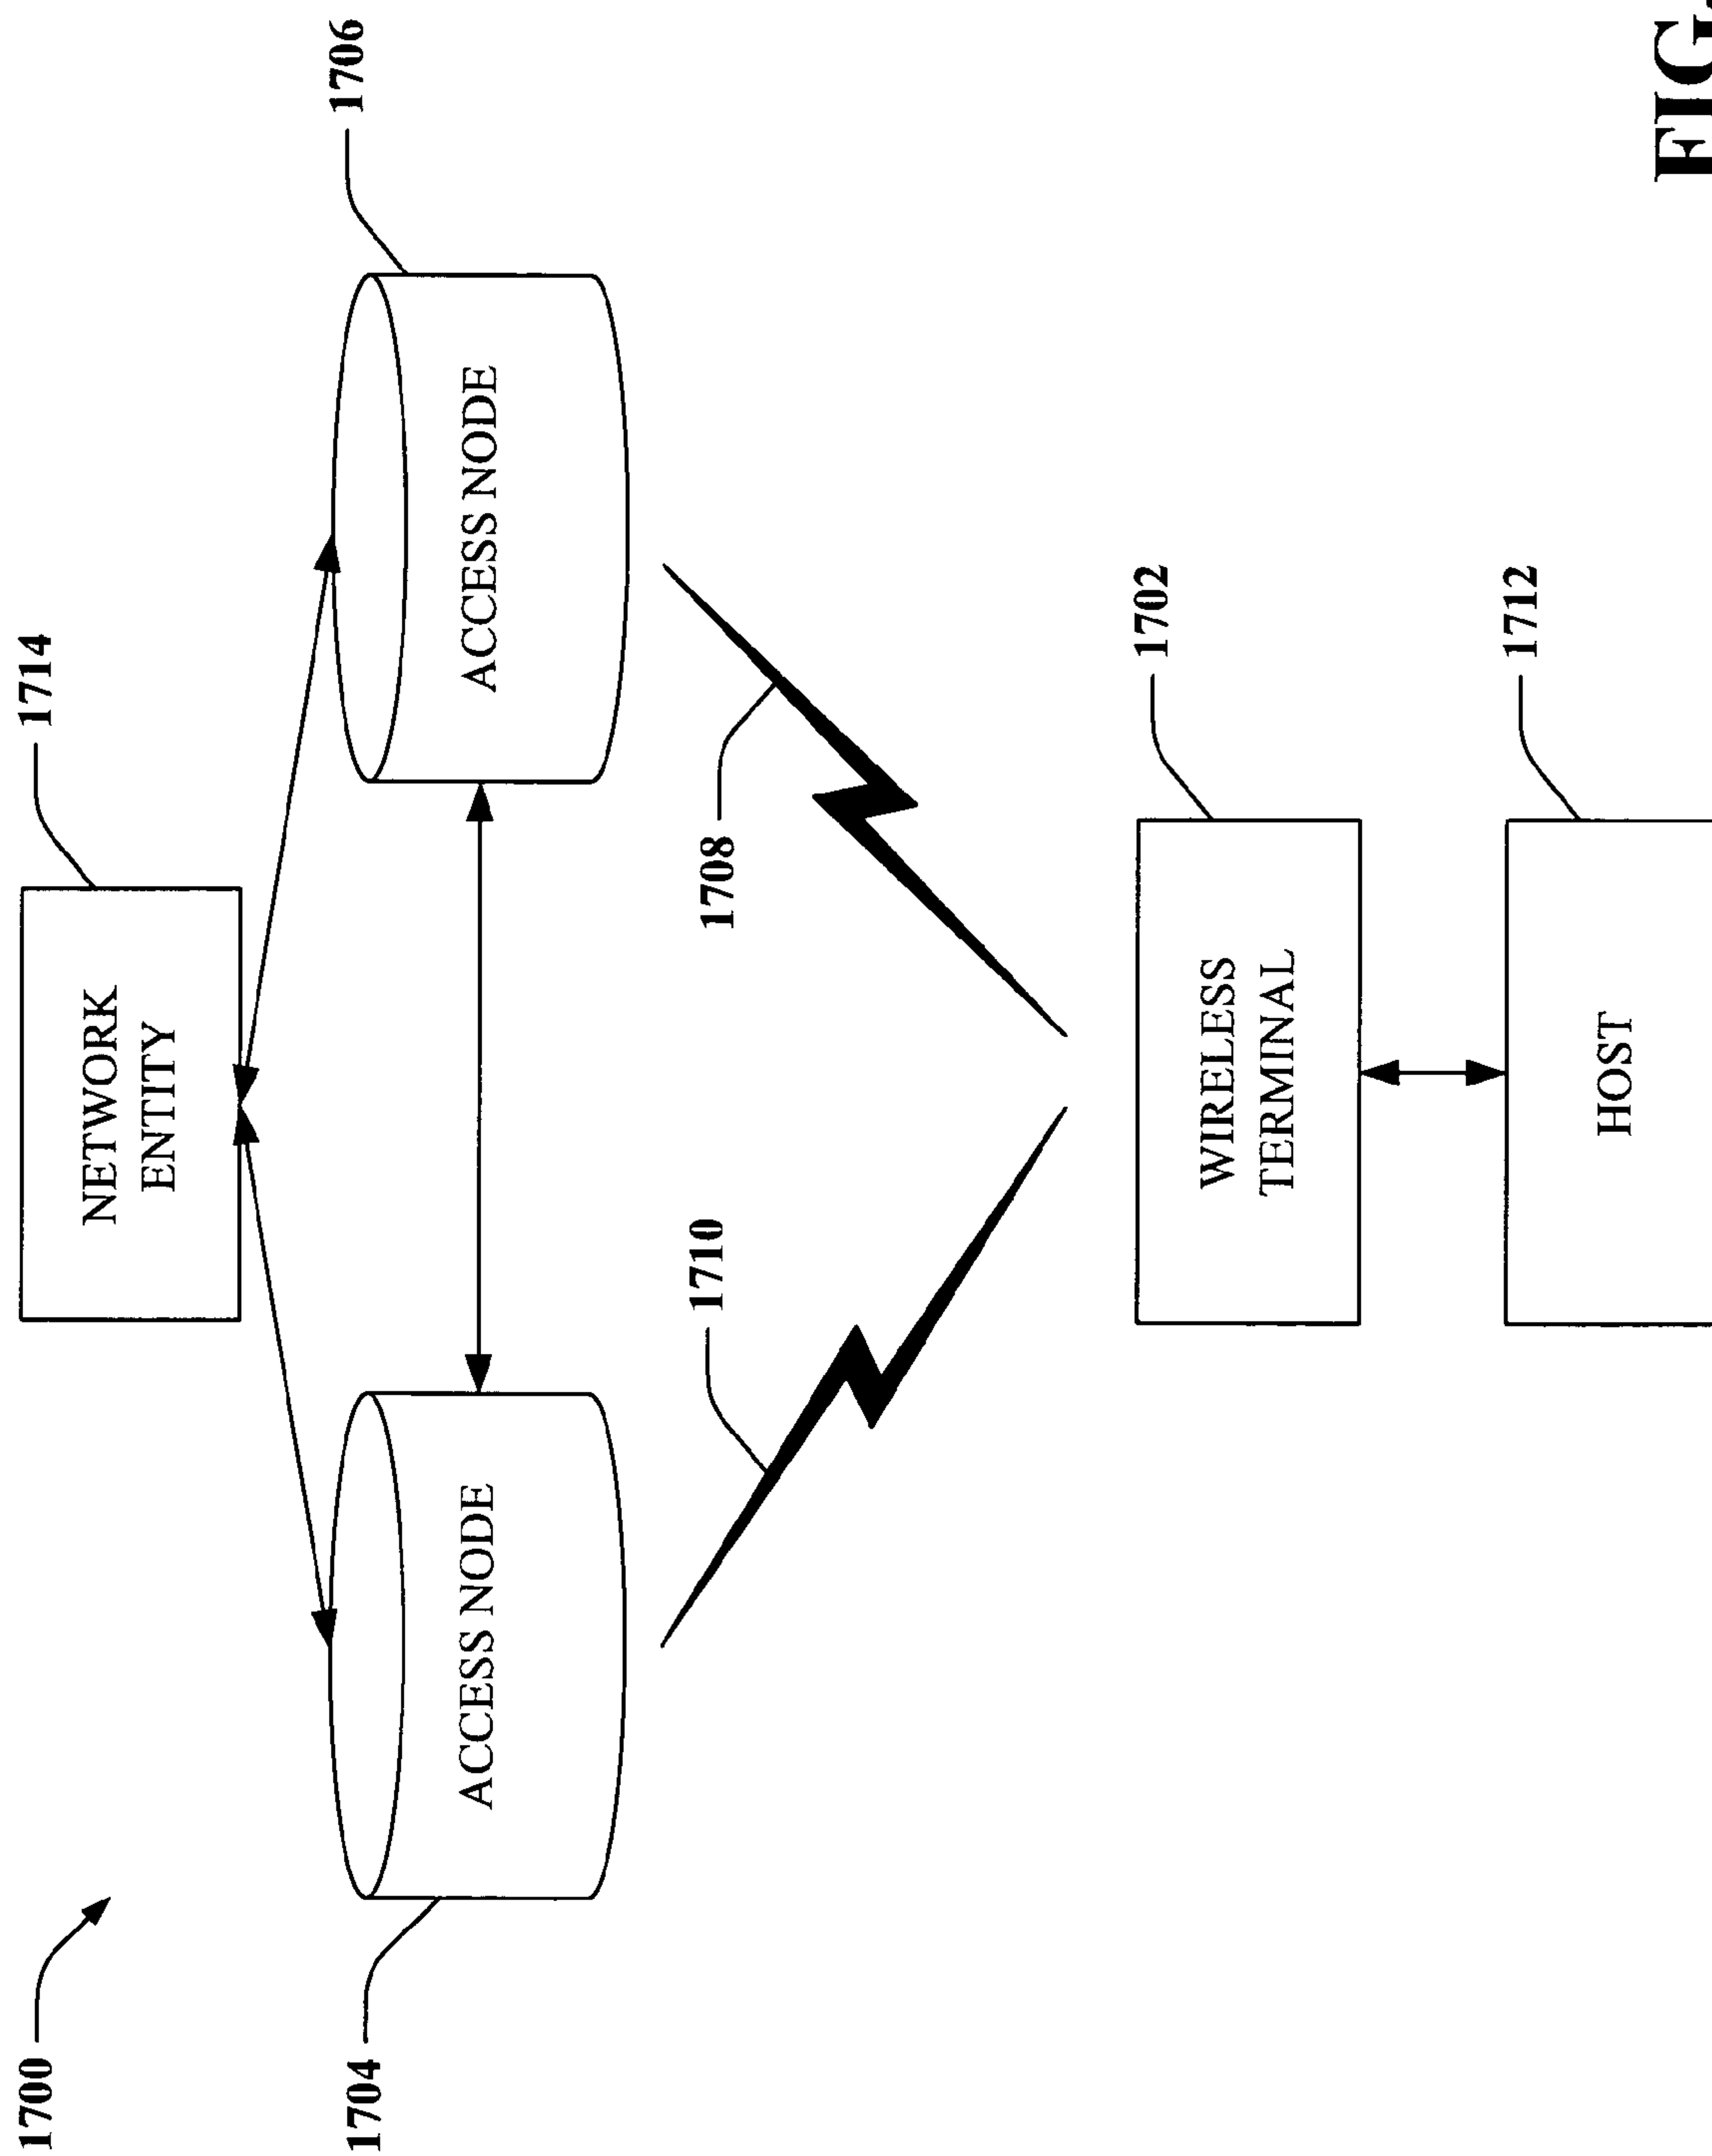 1700
1714
NETWORK
ENTITY
1704
ACCESS NODE
1706
ACCESS NODE
1710
1708
WIRELESS
TERMINAL
1702
HOST
1712
FIG.